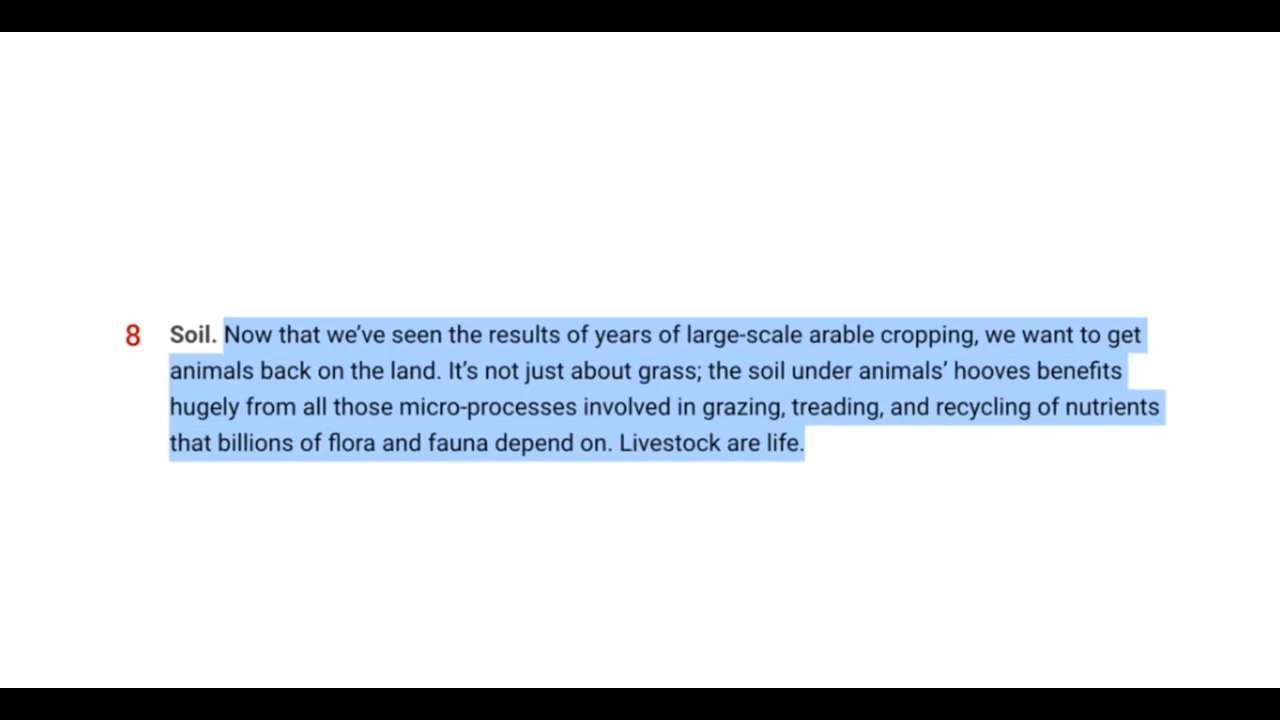 8 Soil. Now that we’ve seen the results of years of large-scale arable cropping, we want to get
animals back on the land. It’s not just about grass; the soil under animals’ hooves benefits
hugely from all those micro-processes involved in grazing, treading, and recycling of nutrients
that billions of flora and fauna depend on. Livestock are life.